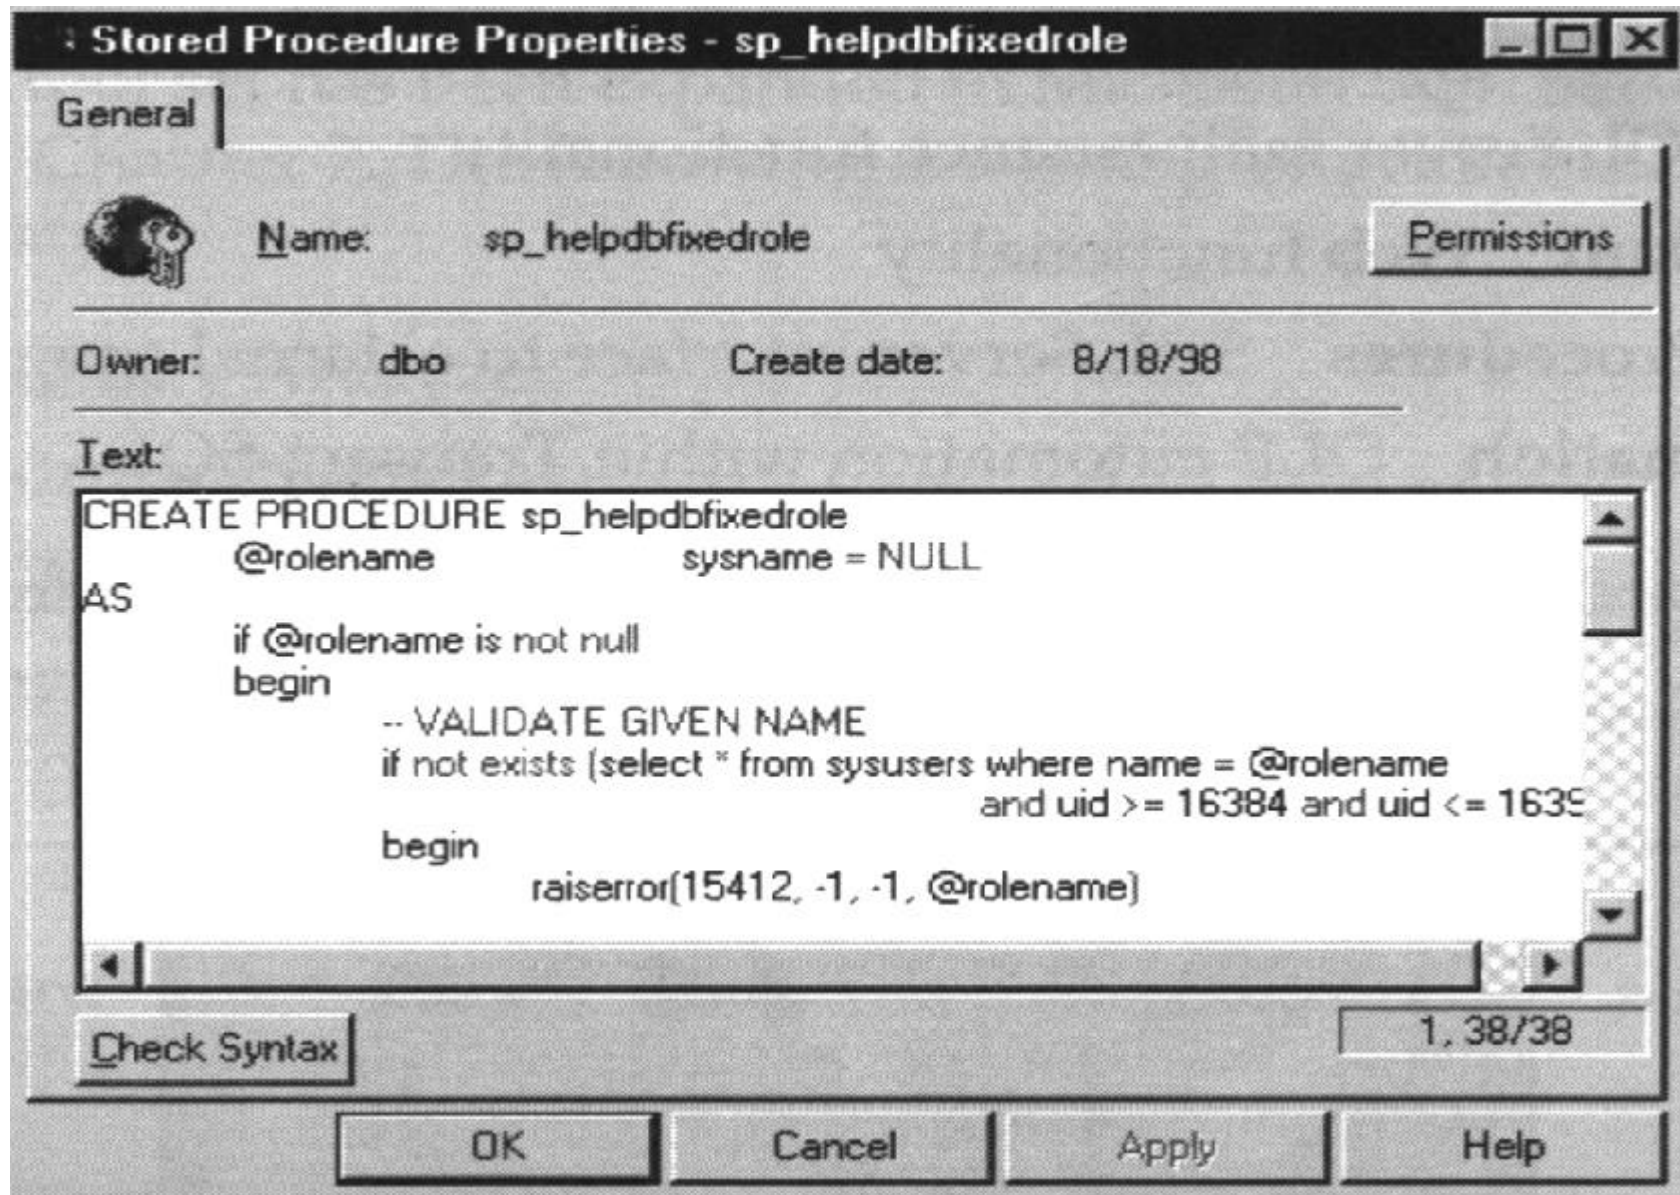 Stored Procedure Properties - sp_helpdbfixedrole
General
Name: sp_helpdbfixedrole Permissions
Owner: dbo Create date: 8/18/98
Text:
CREATE PROCEDURE sp_helpdbfixedrole
@rolename sysname = NULL
AS
if @rolename is not null
begin
-- VALIDATE GIVEN NAME
if not exists (select * from sysusers where name = @rolename
and uid >= 16384 and uid <= 1639
begin
raiserror(15412, -1, -1, @rolename)
Check Syntax 1, 38/38
OK Cancel Apply Help